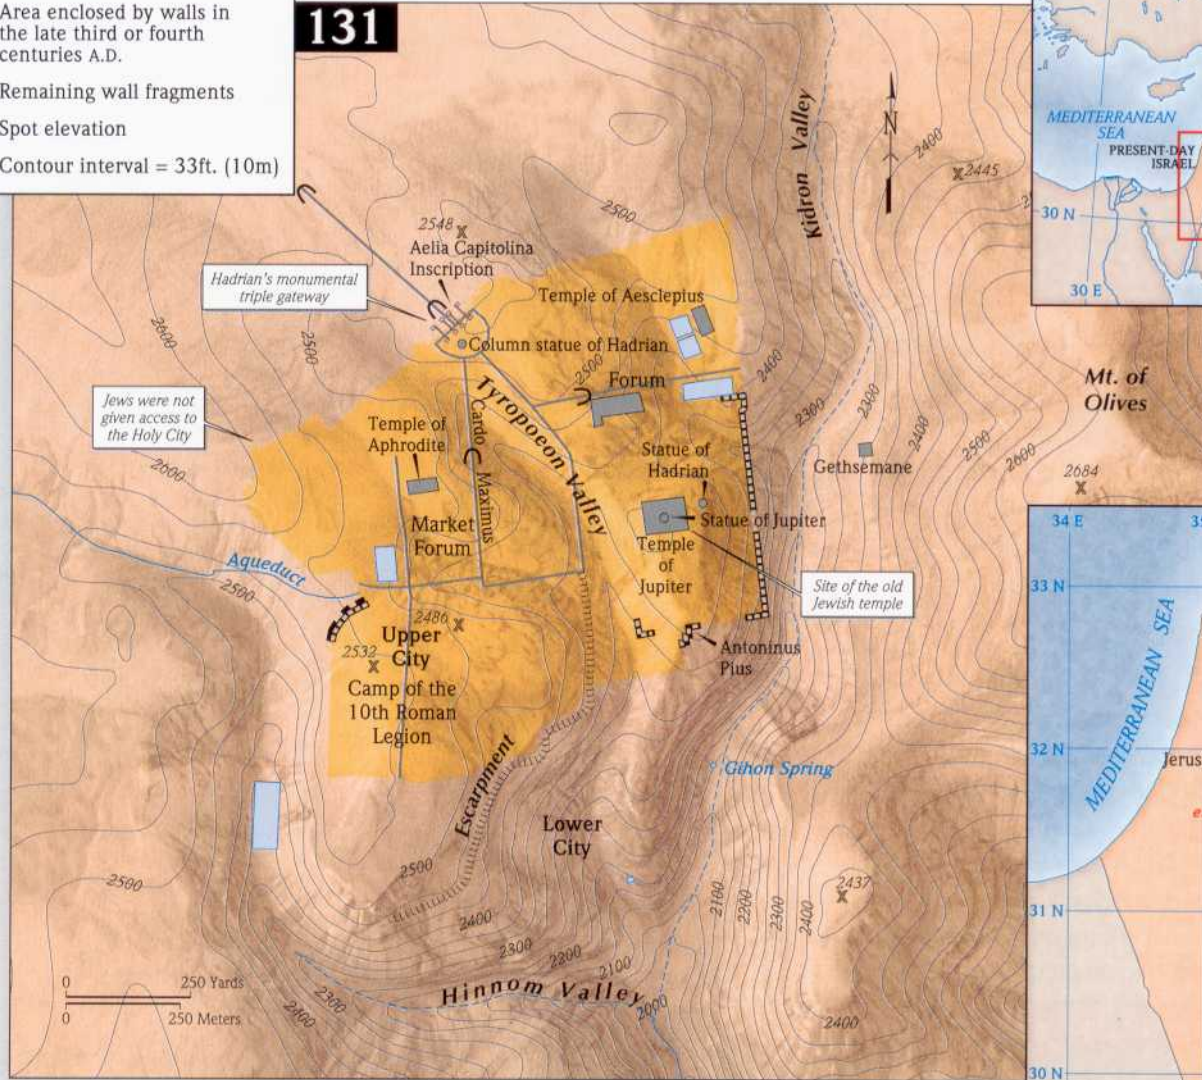 Area enclosed by walls in
the late third or fourth
centuries A.D.
Remaining wall fragments
Spot elevation
Contour interval = 33ft. (10m)
131
Kidron Valley
N
2400
2445
MEDITERRANEAN
SEA
PRESENT-DAY
ISRAEL
30 N
30 E
2500
2548
Aelia Capitolina
Inscription
Hadrian's monumental
triple gateway
Temple of Aesclepius
2600
2500
Column statue of Hadrian
2500
2400
Forum
Mt. of
Olives
Jews were not
given access to
the Holy City
Tyropoeon Valley
Cardo Maximus
Temple of
Aphrodite
2300
2300
2400
2500
2600
Statue of
Hadrian
Gethsemane
2684
2600
Market
Forum
Statue of Jupiter
Temple
of
Jupiter
34 E
Aqueduct
2500
Site of the old
Jewish temple
33 N
2486
Upper
City
2532
Antoninus
Pius
Camp of the
10th Roman
Legion
MEDITERRANEAN SEA
32 N
Jerus
Escarpment
Gihon Spring
Lower
City
2500
2500
2437
2100
2200
2300
2400
31 N
2400
2300
2200
2100
2000
Hinnom Valley
0 250 Yards
0 250 Meters
2300
2400
2400
30 N